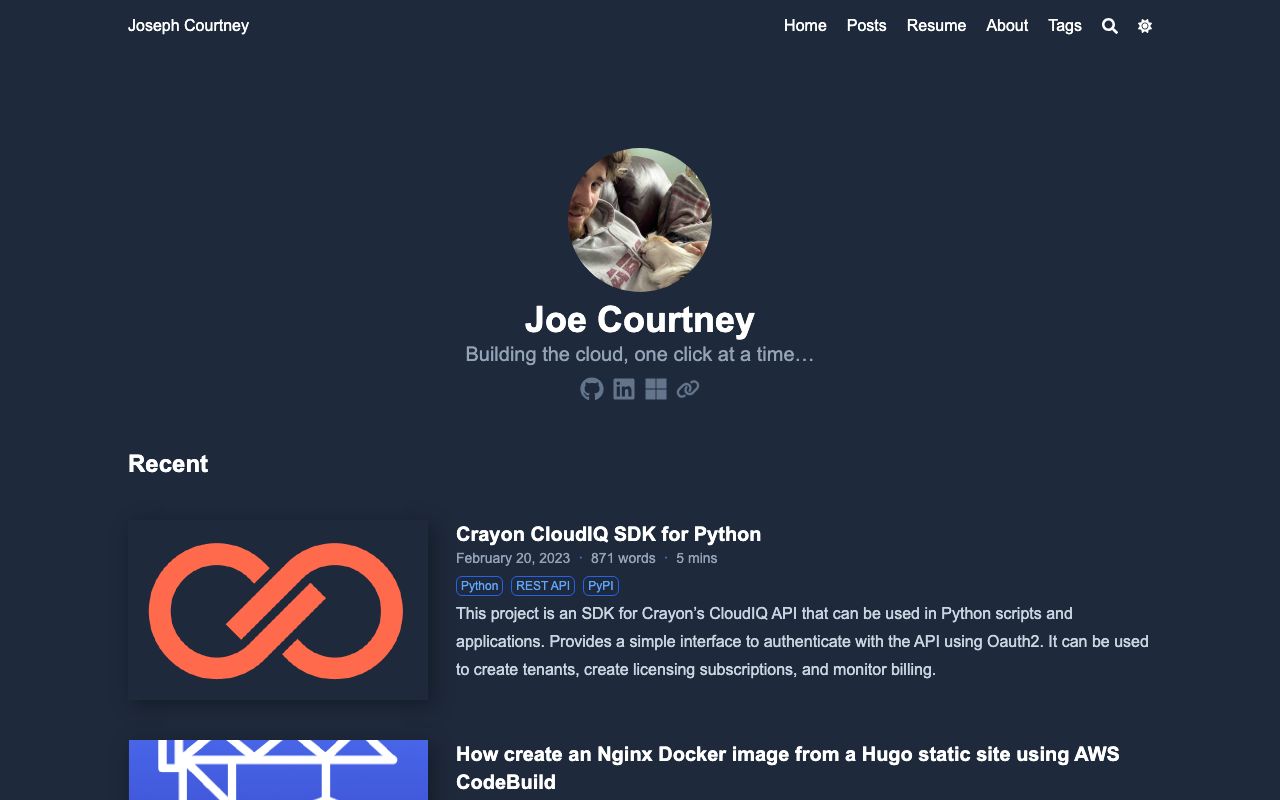 Joseph Courtney
Home Posts Resume About Tags
Joe Courtney
Building the cloud, one click at a time…
Recent
Crayon CloudIQ SDK for Python
February 20, 2023 · 871 words · 5 mins
Python REST API PyPI
This project is an SDK for Crayon’s CloudIQ API that can be used in Python scripts and
applications. Provides a simple interface to authenticate with the API using Oauth2. It can be used
to create tenants, create licensing subscriptions, and monitor billing.
How create an Nginx Docker image from a Hugo static site using AWS
CodeBuild